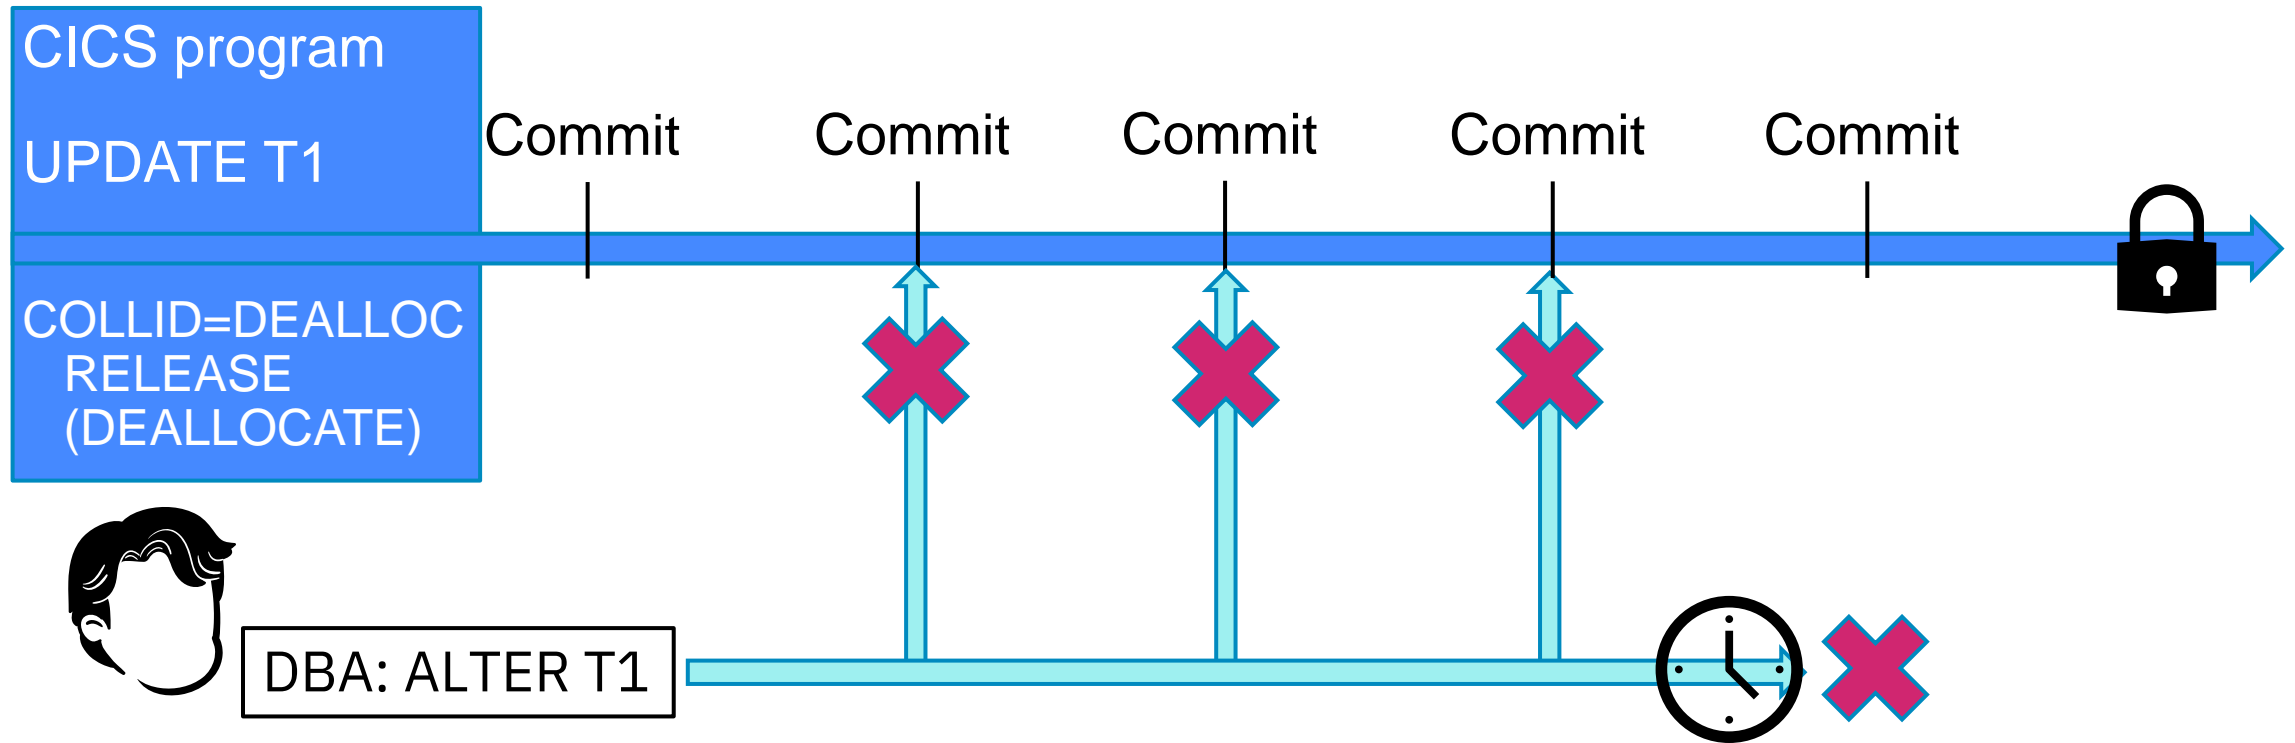 CICS program
UPDATE T1
Commit
Commit
Commit
Commit
Commit
COLLID=DEALLOC
RELEASE
(DEALLOCATE)
DBA: ALTER T1